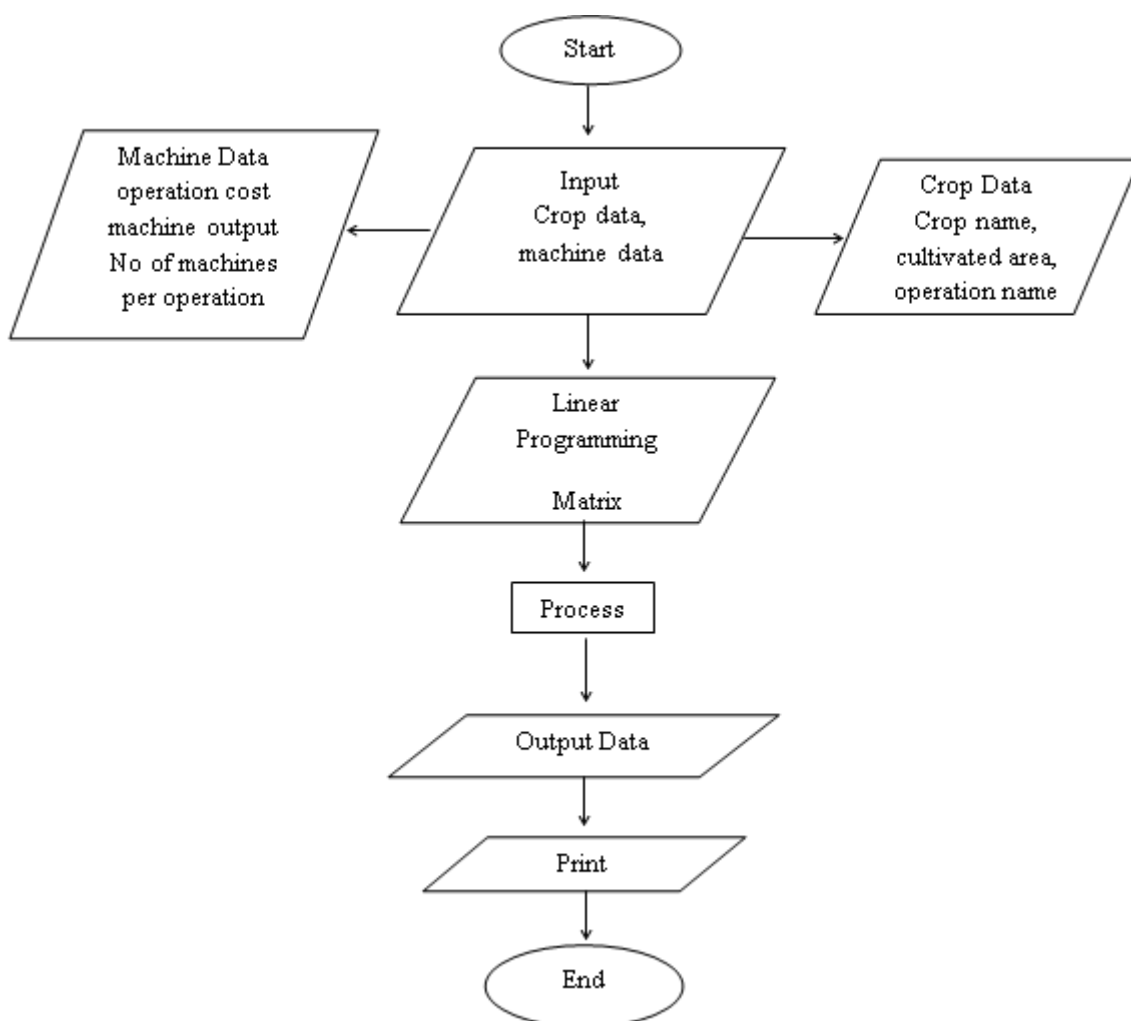 Start
Machine Data
operation cost
machine output
No of machines
per operation
Input
Crop data,
machine data
Crop Data
Crop name,
cultivated area,
operation name
Linear
Programming
Matrix
Process
Output Data
Print
End